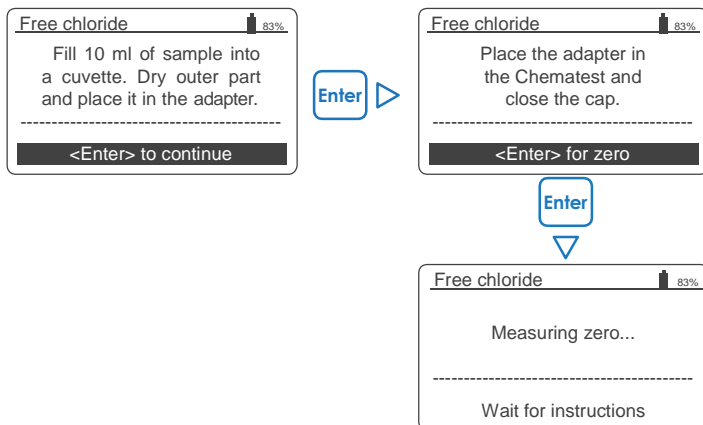 Free chloride 83%
Fill 10 ml of sample into
a cuvette. Dry outer part
and place it in the adapter.
-------------------------------------------
<Enter> to continue
Enter
Free chloride 83%
Place the adapter in
the Chematest and
close the cap.
-------------------------------------------
<Enter> for zero
Enter
Free chloride 83%
Measuring zero...
-------------------------------------------
Wait for instructions